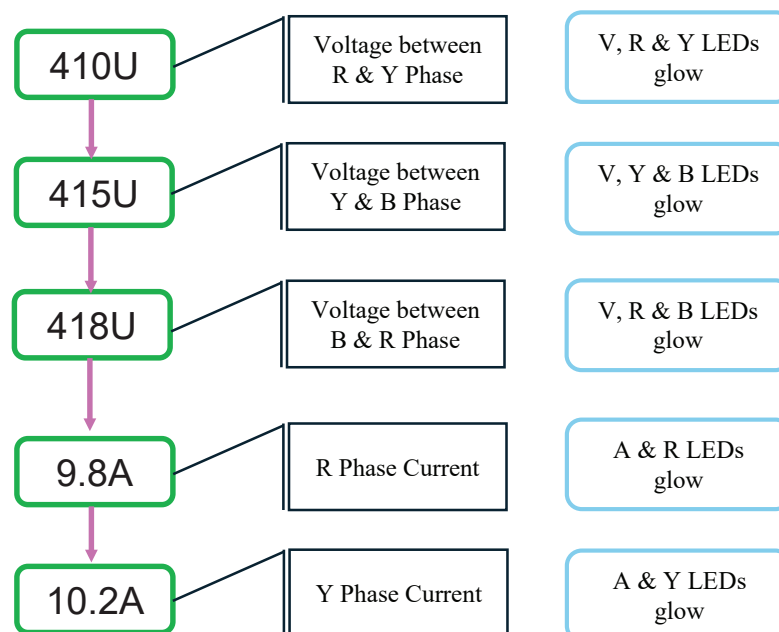 410U
Voltage between
R & Y Phase
V, R & Y LEDs
glow
415U
Voltage between
Y & B Phase
V, Y & B LEDs
glow
418U
Voltage between
B & R Phase
V, R & B LEDs
glow
9.8A
R Phase Current
A & R LEDs
glow
10.2A
Y Phase Current
A & Y LEDs
glow